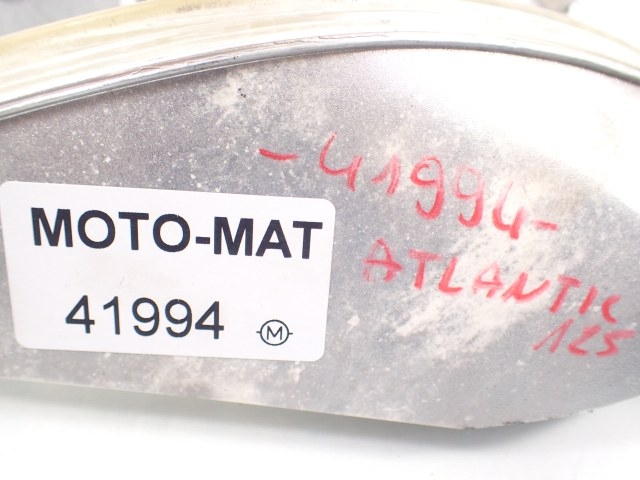 MOTO-MAT
41994 M
-41994-
ATLANTIC
125